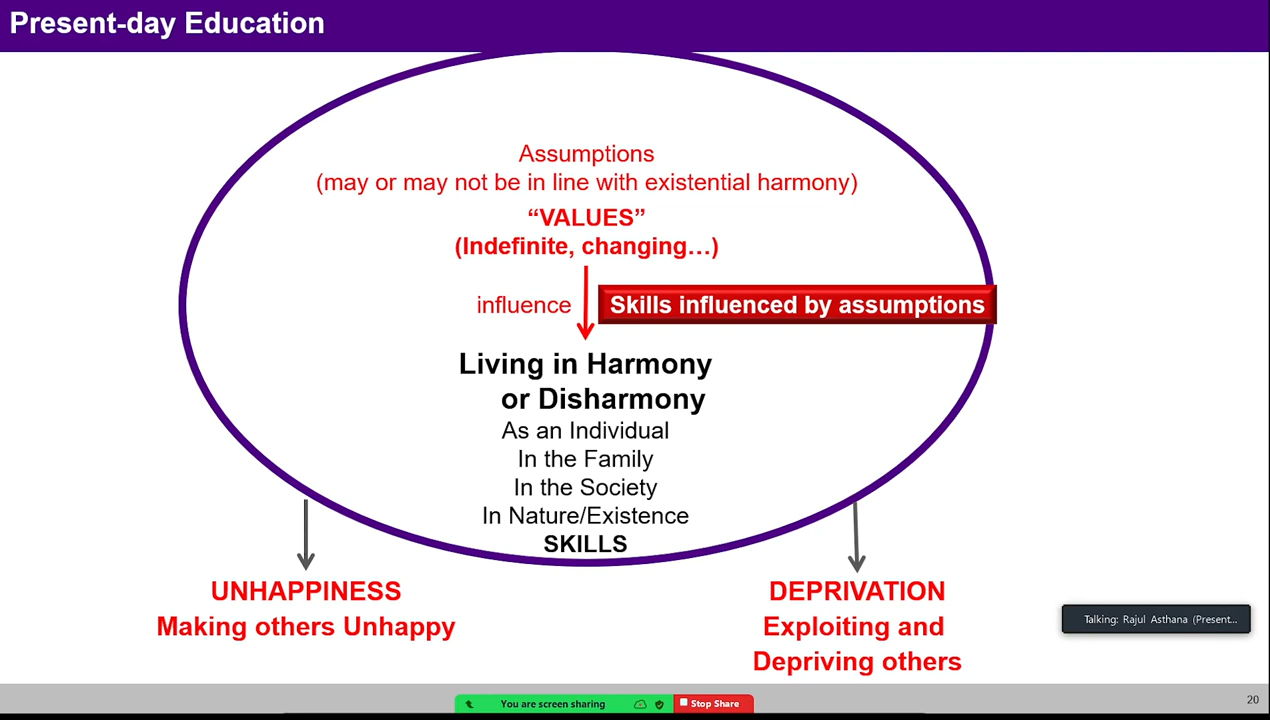 Present-day Education
Assumptions
(may or may not be in line with existential harmony)
“VALUES”
(Indefinite, changing…)
influence
Skills influenced by assumptions
Living in Harmony
or Disharmony
As an Individual
In the Family
In the Society
In Nature/Existence
SKILLS
UNHAPPINESS
Making others Unhappy
DEPRIVATION
Exploiting and
Depriving others
Talking: Rajul Asthana (Present...
You are screen sharing
Stop Share
20